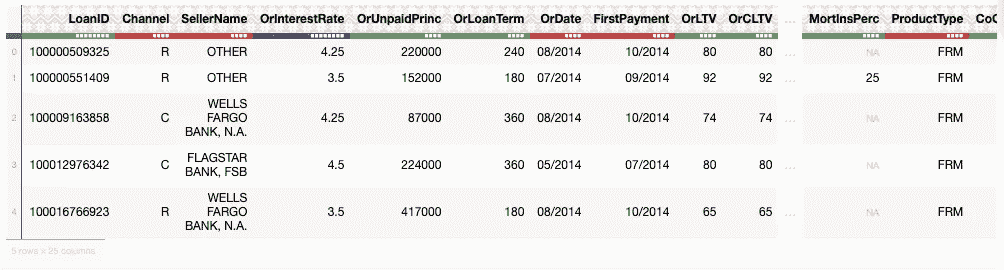 LoanID Channel SellerName OrInterestRate OrUnpaidPrinc OrLoanTerm OrDate FirstPayment OrLTV OrCLTV ... MortInsPerc ProductType CoC
0 100000509325 R OTHER 4.25 220000 240 08/2014 10/2014 80 80 ... NA FRM
1 100000551409 R OTHER 3.5 152000 180 07/2014 09/2014 92 92 ... 25 FRM
WELLS
2 100009163858 C FARGO 4.25 87000 360 08/2014 10/2014 74 74 ... NA FRM
BANK, N.A.
3 100012976342 C FLAGSTAR 4.5 224000 360 05/2014 07/2014 80 80 ... NA FRM
BANK, FSB
WELLS
4 100016766923 R FARGO 3.5 417000 180 08/2014 10/2014 65 65 ... NA FRM
BANK, N.A.
5 rows × 25 columns